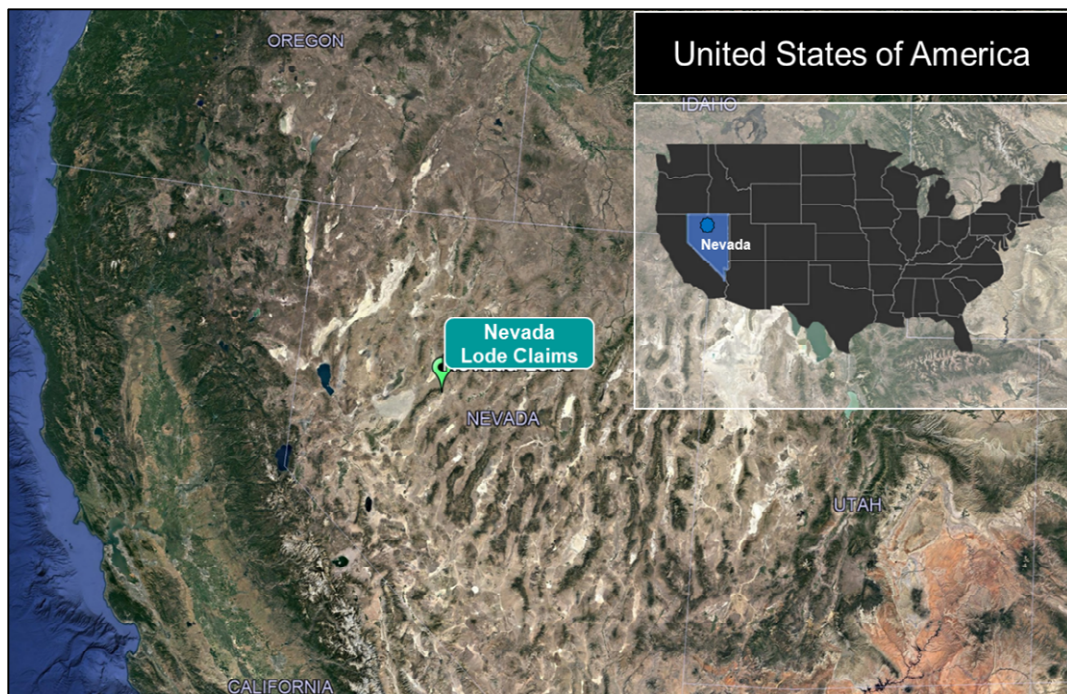 OREGON
United States of America
IDAHO
Nevada
Nevada
Lode Claims
NEVADA
UTAH
CALIFORNIA